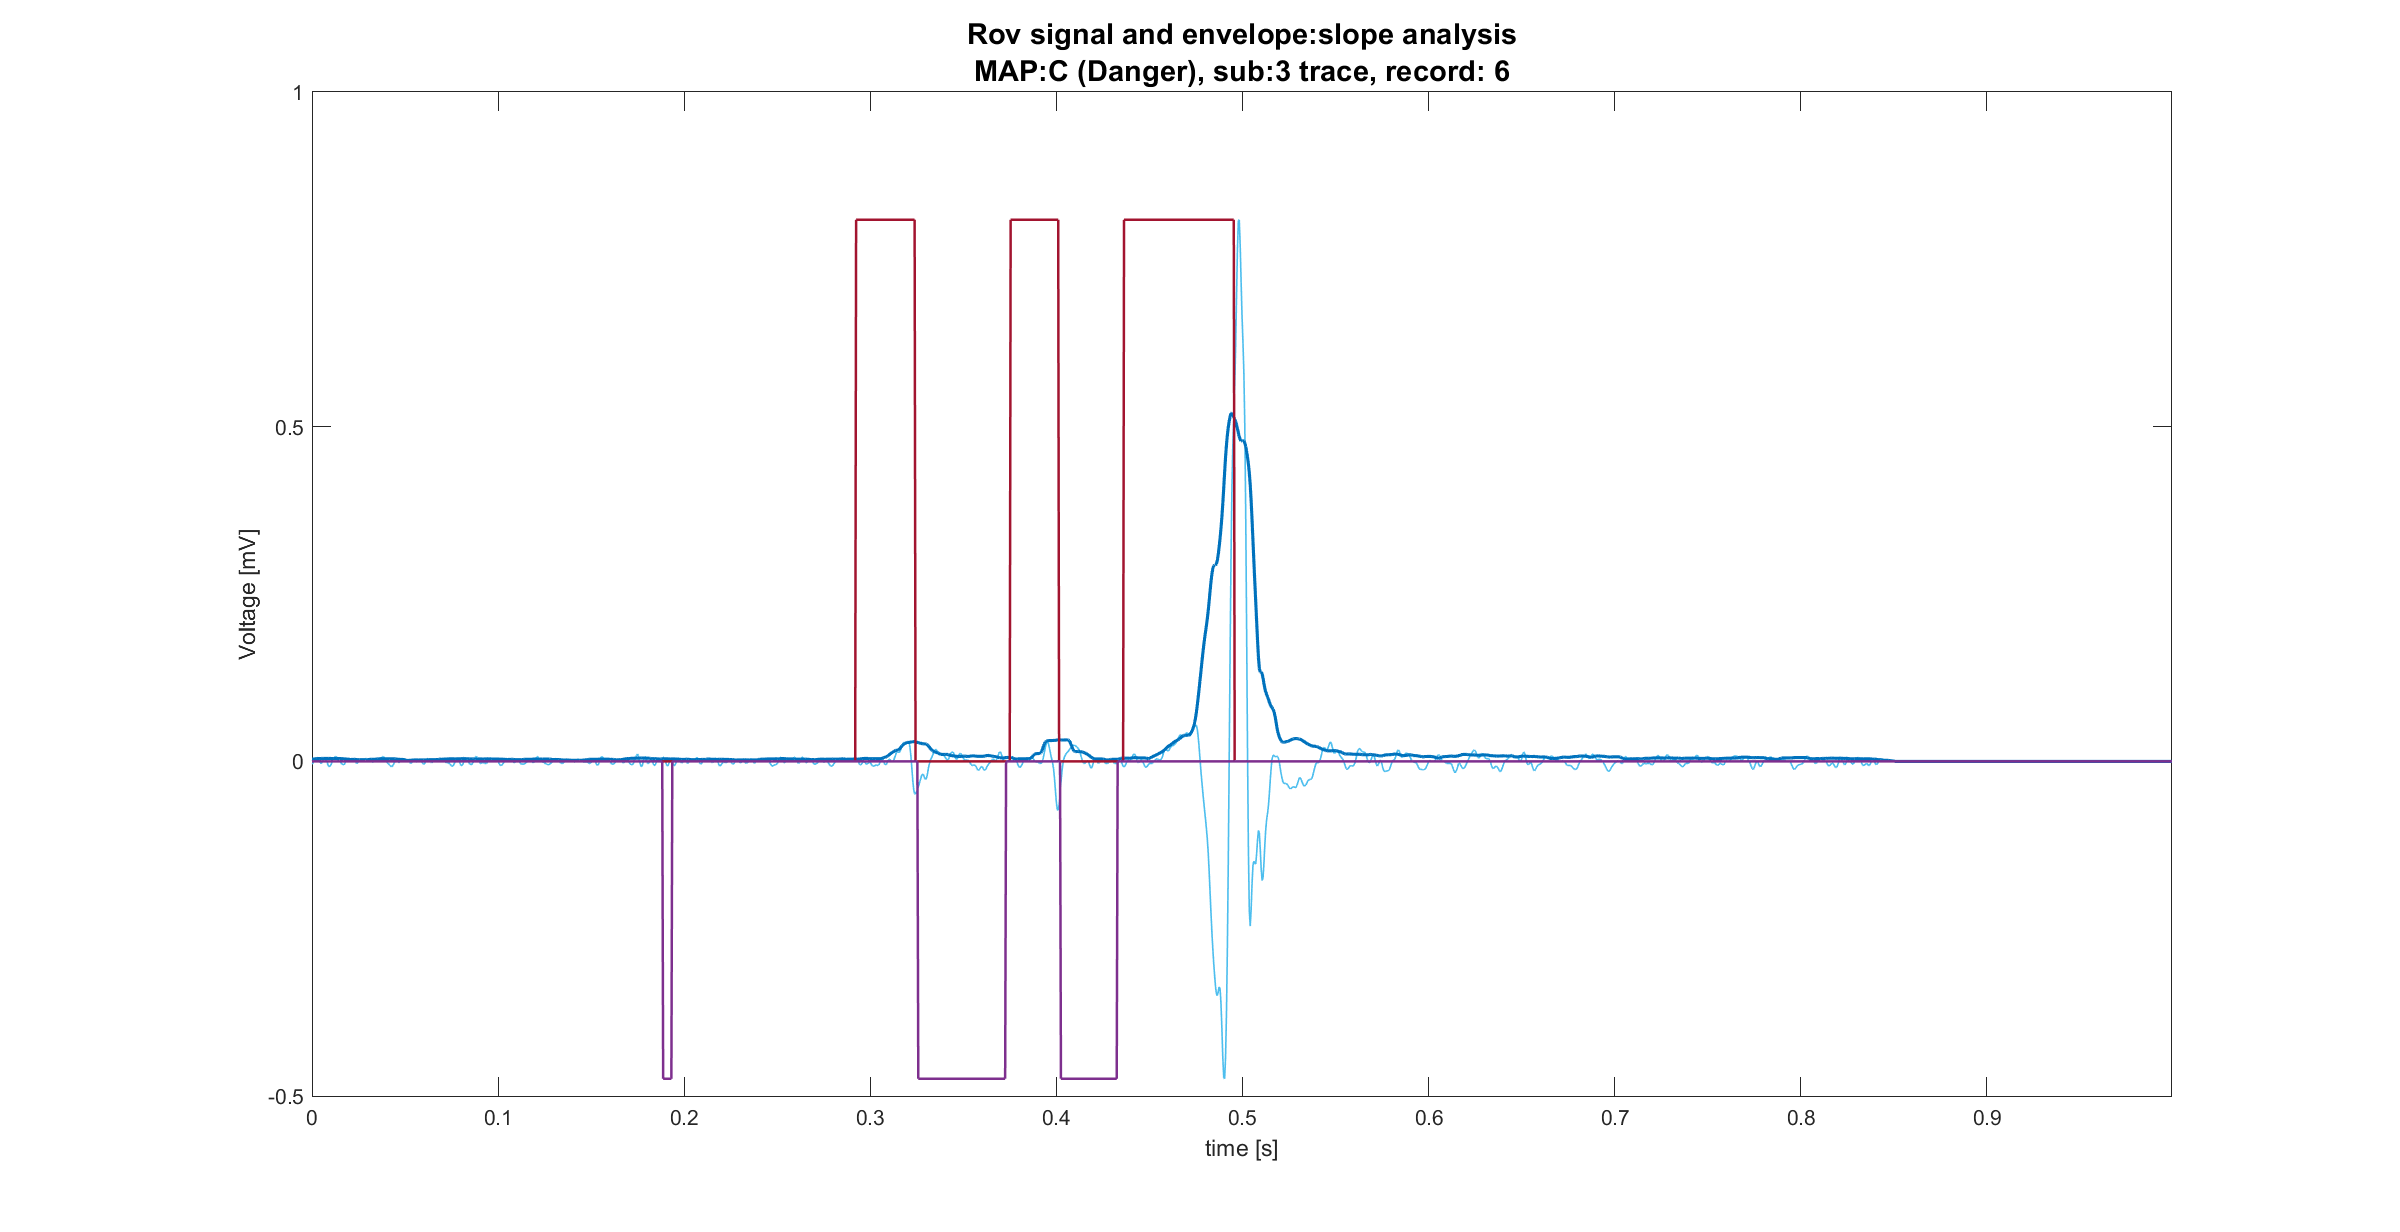 Rov signal and envelope:slope analysis
MAP:C (Danger), sub:3 trace, record: 6
1
0.5
0
-0.5
Voltage [mV]
0 0.1 0.2 0.3 0.4 0.5 0.6 0.7 0.8 0.9
time [s]